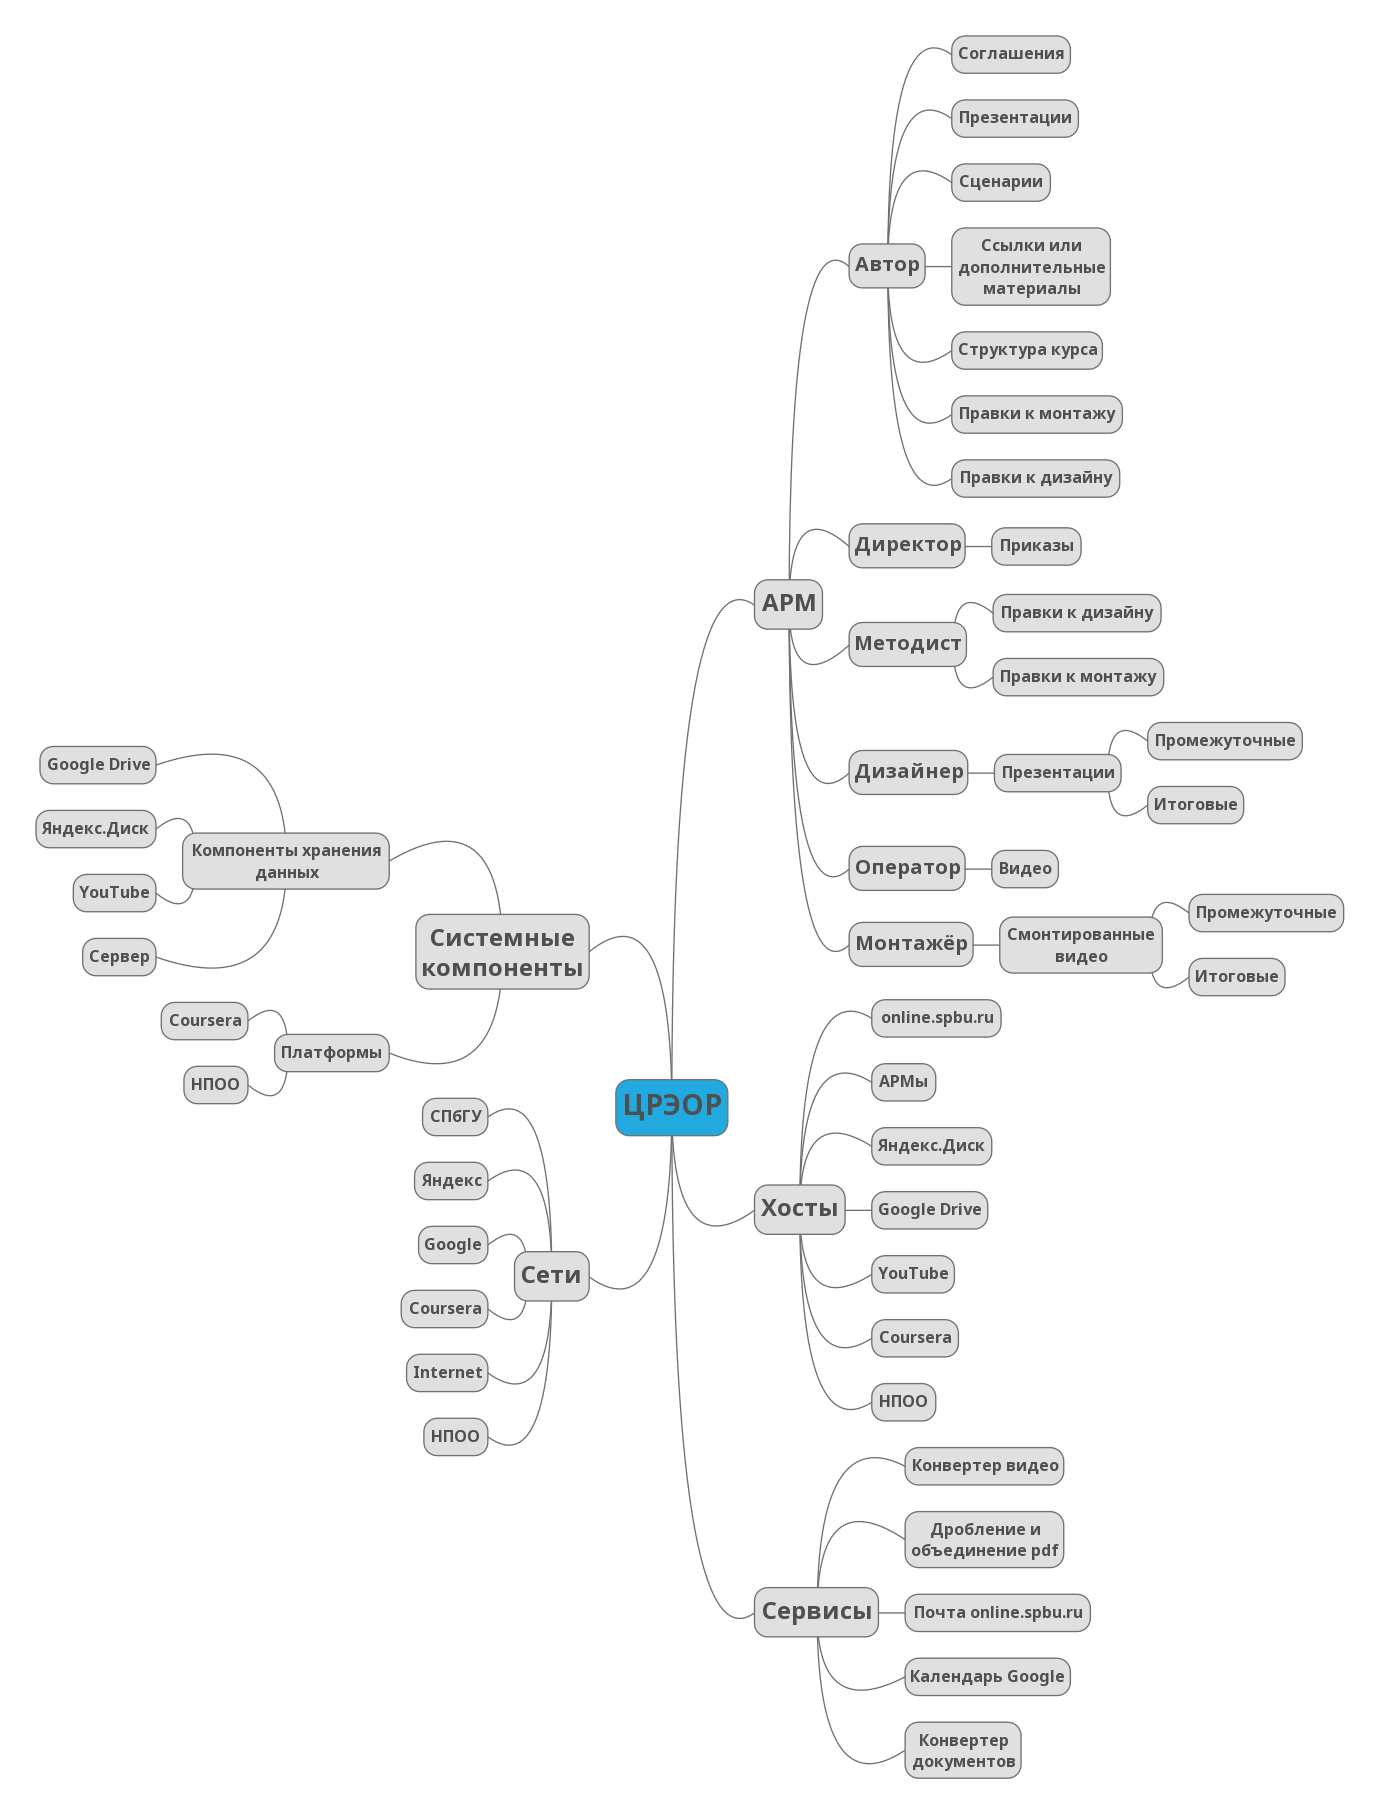 ЦРЭОР
АРМ
Автор
Соглашения
Презентации
Сценарии
Ссылки или
дополнительные
материалы
Структура курса
Правки к монтажу
Правки к дизайну
Директор
Приказы
Методист
Правки к дизайну
Правки к монтажу
Дизайнер
Презентации
Промежуточные
Итоговые
Оператор
Видео
Монтажёр
Смонтированные
видео
Промежуточные
Итоговые
Хосты
online.spbu.ru
АРМы
Яндекс.Диск
Google Drive
YouTube
Coursera
НПОО
Сервисы
Конвертер видео
Дробление и
объединение pdf
Почта online.spbu.ru
Календарь Google
Конвертер
документов
Системные
компоненты
Компоненты хранения
данных
Google Drive
Яндекс.Диск
YouTube
Сервер
Платформы
Coursera
НПОО
Сети
СПбГУ
Яндекс
Google
Coursera
Internet
НПОО